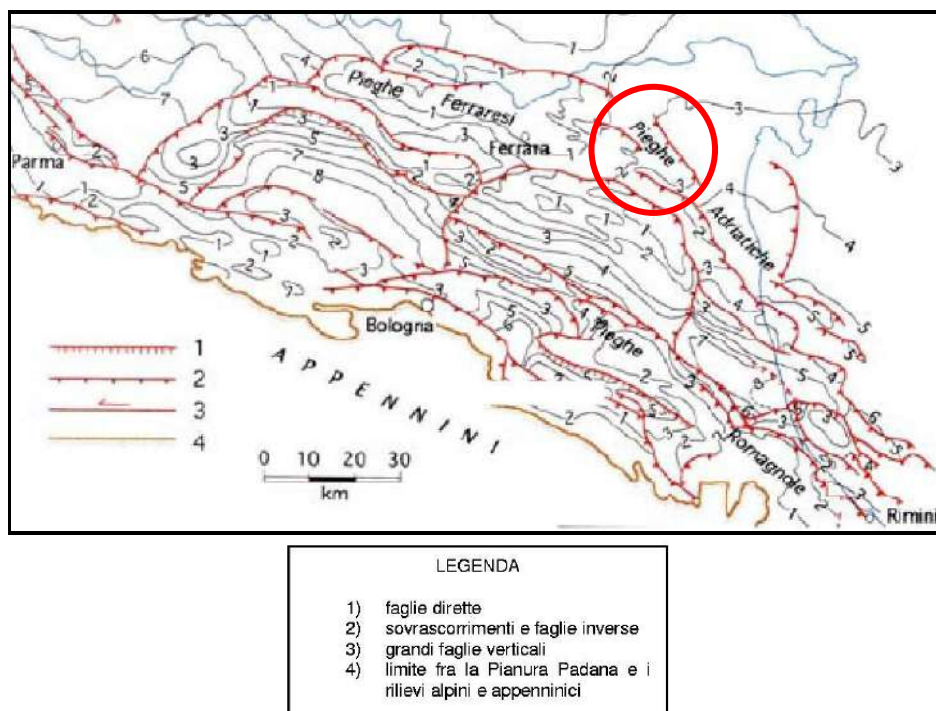 Parma
Pieghe
Ferraresi
Ferrara
Pieghe
Adriatiche
Bologna
Pieghe
Romagnole
Rimini
APPENNINI
1
2
3
4
0 10 20 30
km
LEGENDA
1) faglie dirette
2) sovrascorrimenti e faglie inverse
3) grandi faglie verticali
4) limite fra la Pianura Padana e i
rilievi alpini e appenninici